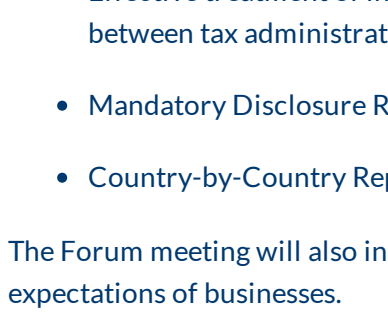 between tax administrat
• Mandatory Disclosure R
• Country-by-Country Rep
The Forum meeting will also in
expectations of businesses.